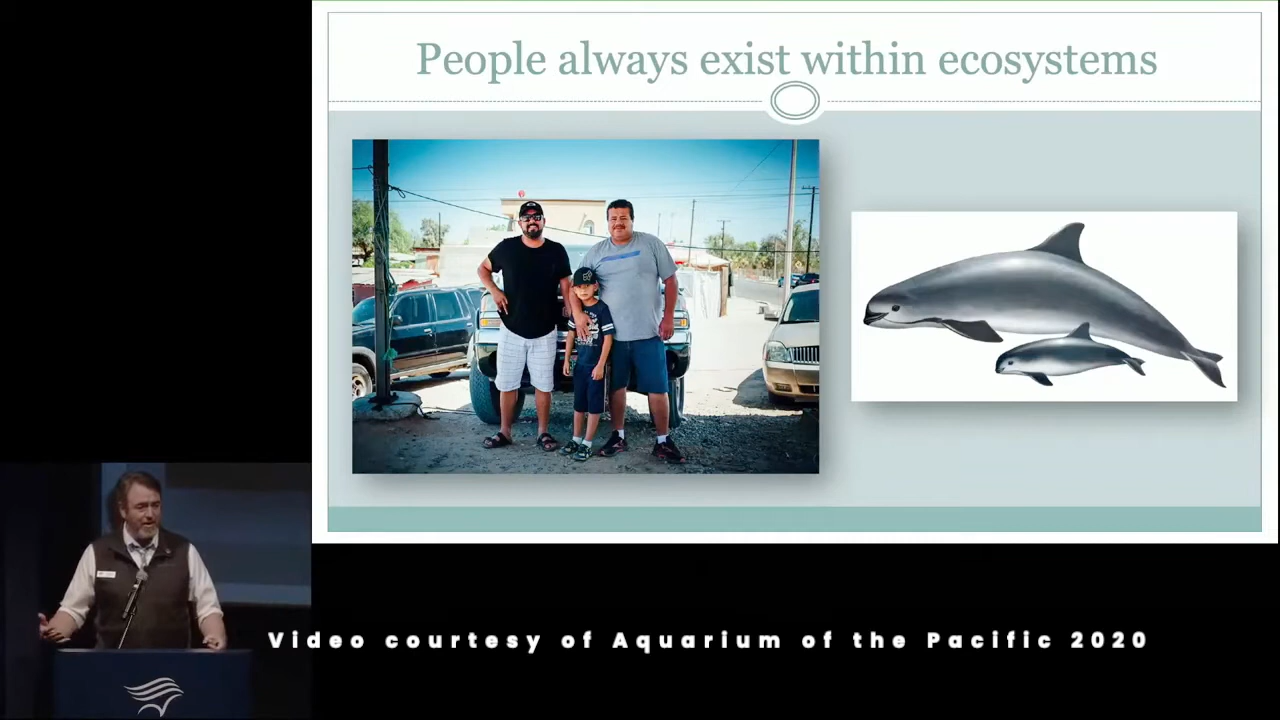 People always exist within ecosystems
Video courtesy of Aquarium of the Pacific 2020